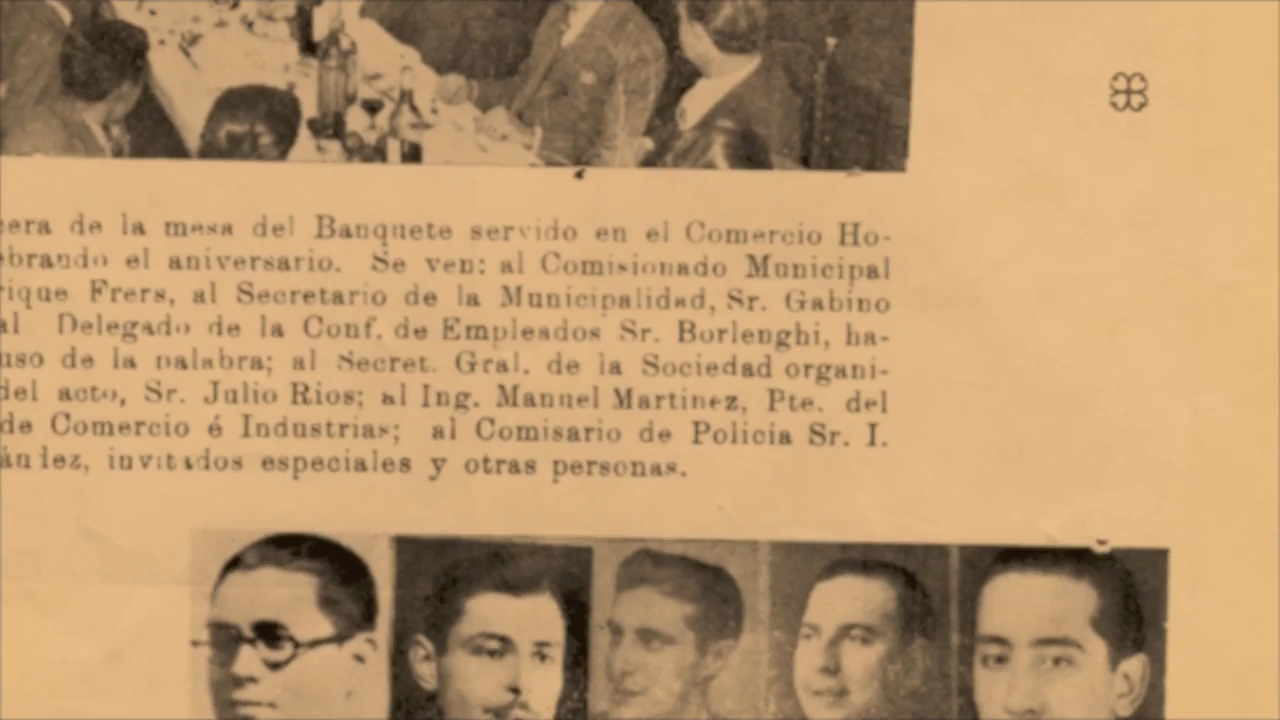 cera de la mesa del Banquete servido en el Comercio Ho-
ebrando el aniversario. Se ven: al Comisionado Municipal
rique Frers, al Secretario de la Municipalidad, Sr. Gabino
al Delegado de la Conf. de Empleados Sr. Borlenghi, ha-
uso de la palabra; al Secret. Gral. de la Sociedad organi-
del acto, Sr. Julio Rios; al Ing. Manuel Martinez, Pte. del
de Comercio é Industrias; al Comisario de Policía Sr. I.
ández, invitados especiales y otras personas.